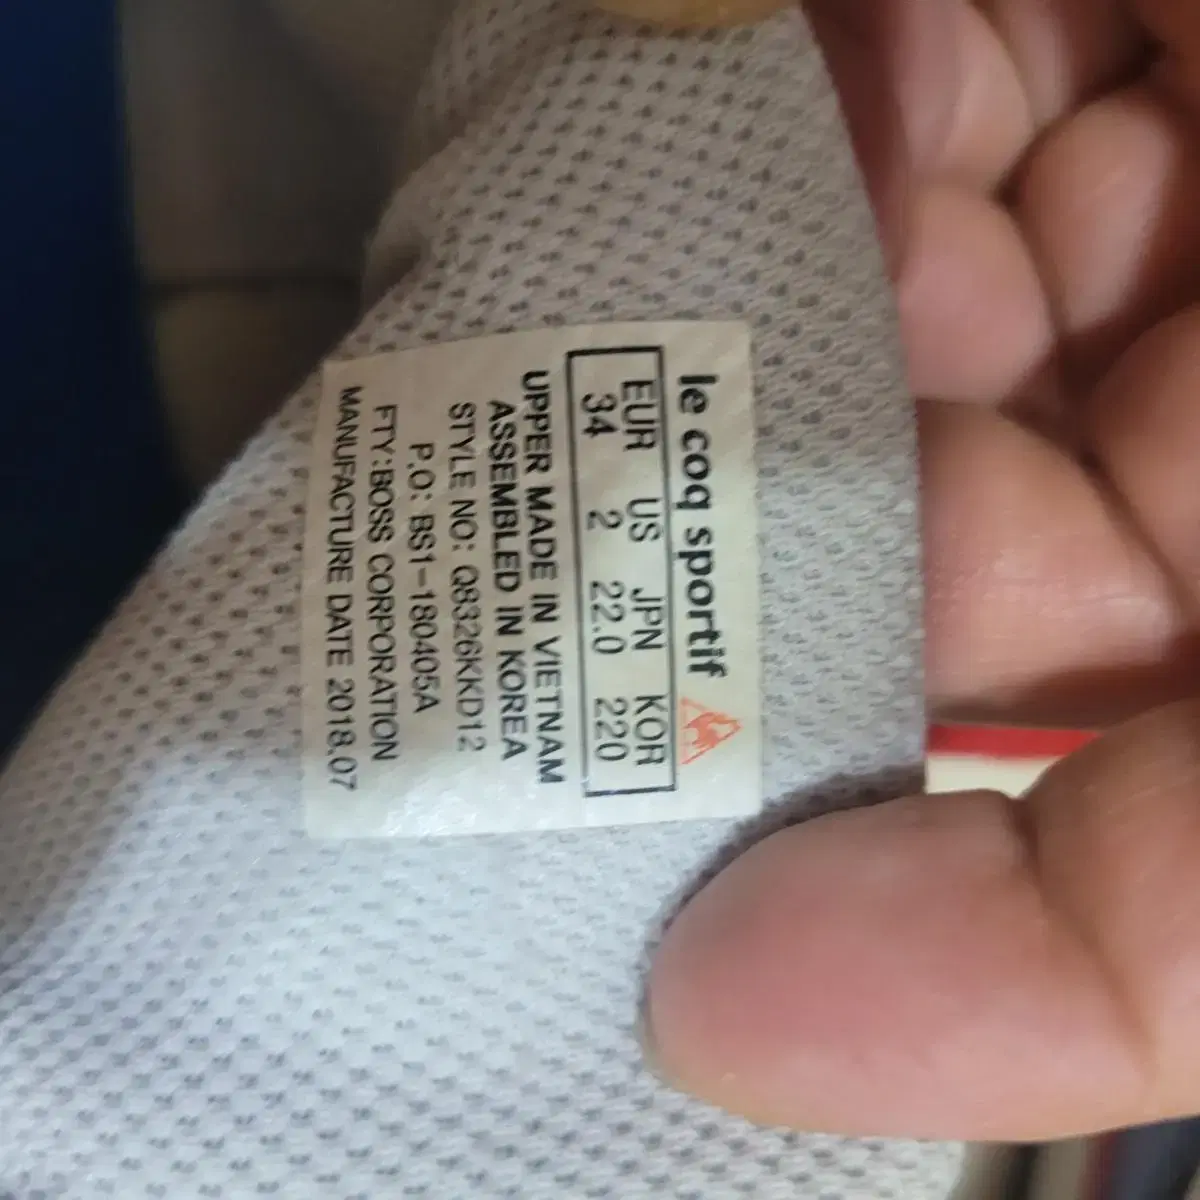 le coq sportif
EUR US JPN KOR
34 2 22.0 220
UPPER MADE IN VIETNAM
ASSEMBLED IN KOREA
STYLE NO: Q8326KKD12
P.O: BS1-180405A
FTY:BOSS CORPORATION
MANUFACTURE DATE 2018.07